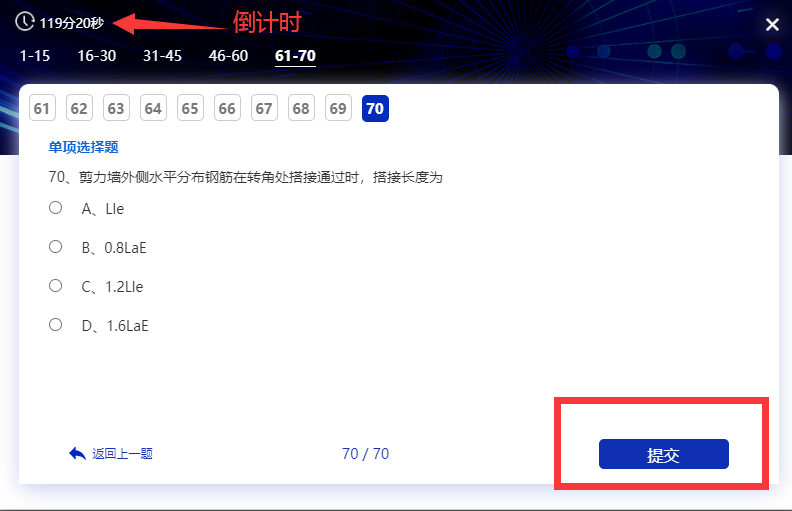 119分20秒
倒计时
1-15 16-30 31-45 46-60 61-70
61 62 63 64 65 66 67 68 69 70
单项选择题
70、剪力墙外侧水平分布钢筋在转角处搭接通过时，搭接长度为
A、Lle
B、0.8LaE
C、1.2Lle
D、1.6LaE
返回上一题
70 / 70
提交